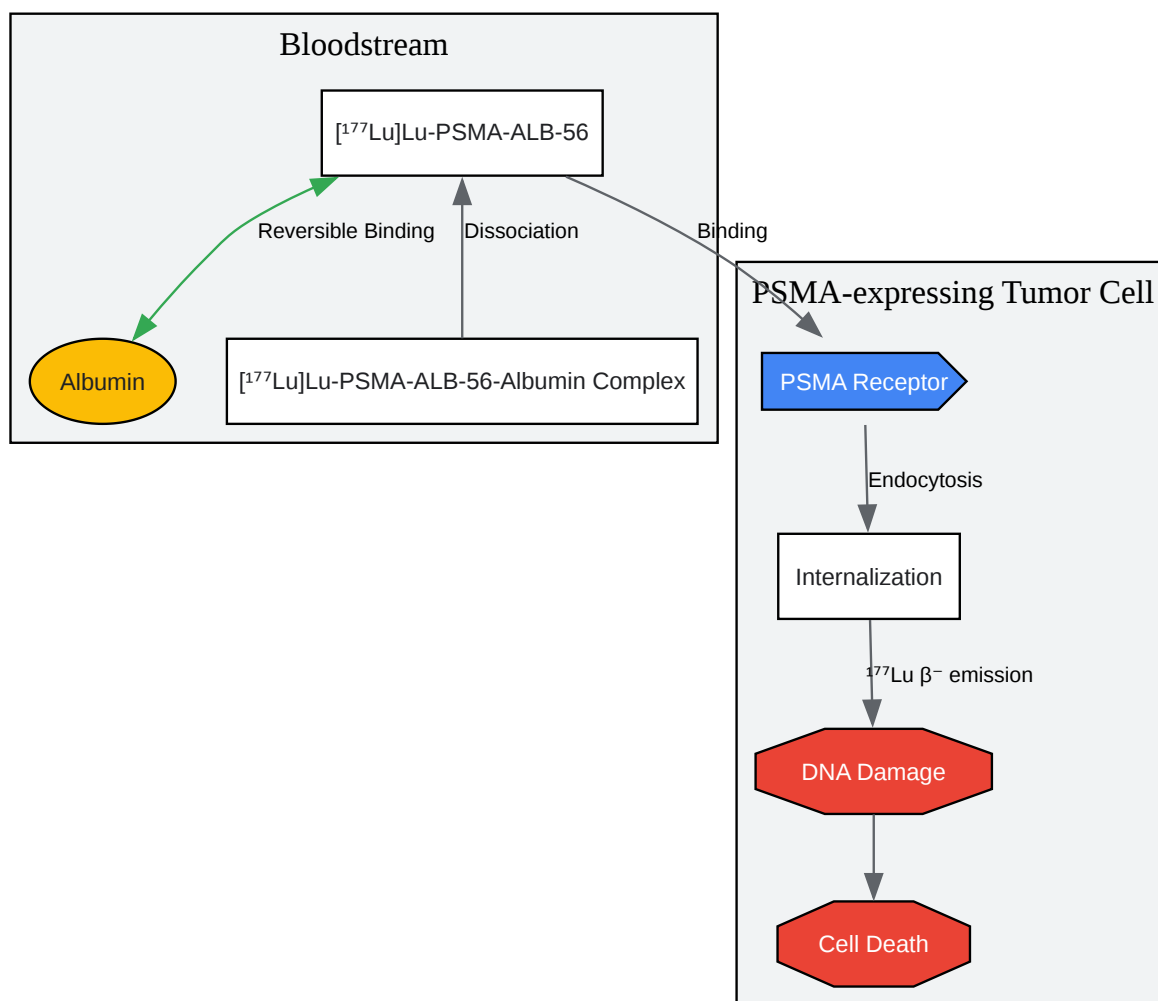 Bloodstream
[¹⁷⁷Lu]Lu-PSMA-ALB-56
Reversible Binding
Dissociation
Binding
Albumin
[¹⁷⁷Lu]Lu-PSMA-ALB-56-Albumin Complex
PSMA-expressing Tumor Cell
PSMA Receptor
Endocytosis
Internalization
¹⁷⁷Lu β⁻ emission
DNA Damage
Cell Death